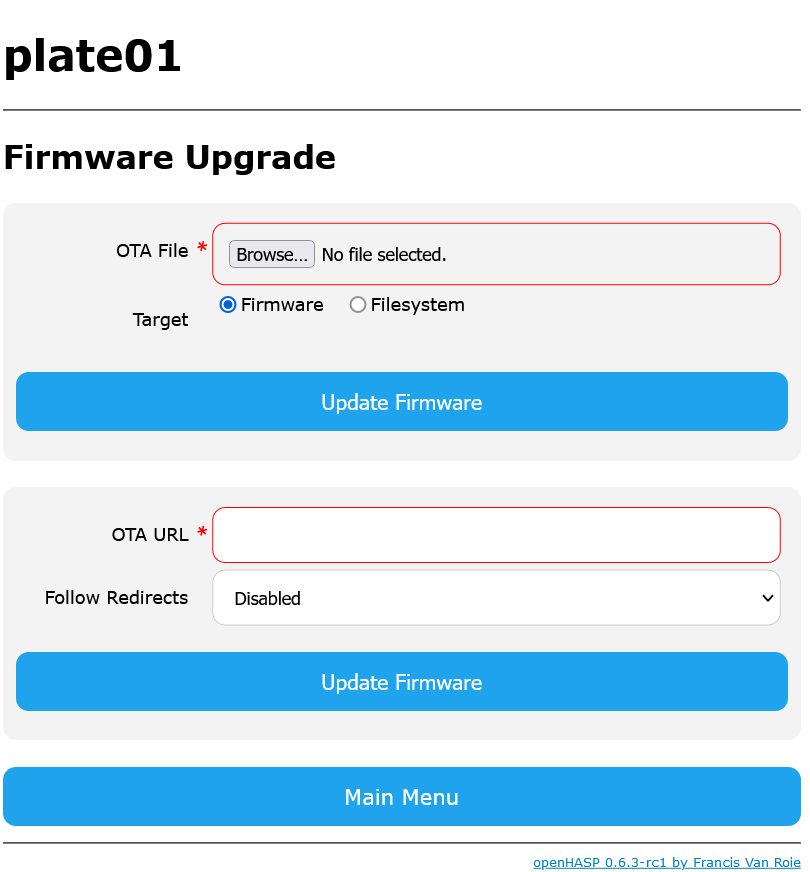 plate01
Firmware Upgrade
OTA File *
Browse... No file selected.
Target
Firmware Filesystem
Update Firmware
OTA URL *
Follow Redirects Disabled
Update Firmware
Main Menu
openHASP 0.6.3-rc1 by Francis Van Roie